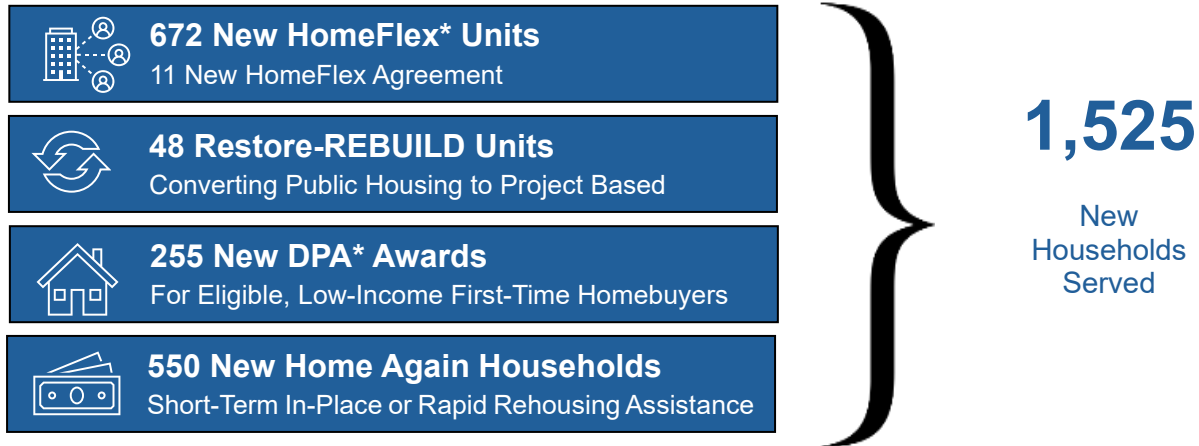 672 New HomeFlex* Units
11 New HomeFlex Agreement
48 Restore-REBUILD Units
Converting Public Housing to Project Based
255 New DPA* Awards
For Eligible, Low-Income First-Time Homebuyers
550 New Home Again Households
Short-Term In-Place or Rapid Rehousing Assistance
1,525
New
Households
Served